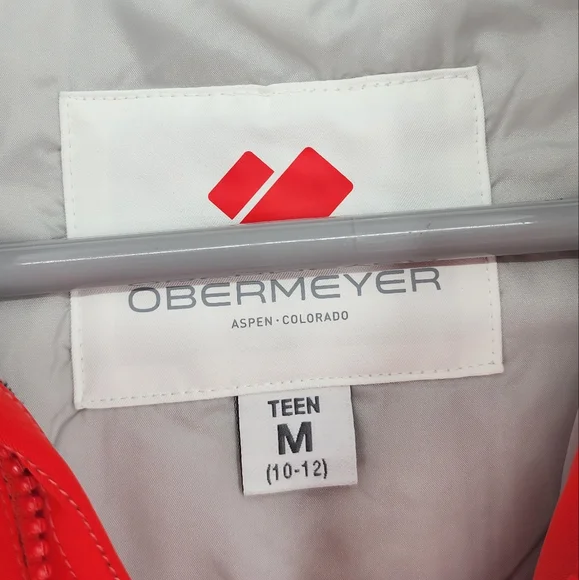 OBERMEYER
ASPEN · COLORADO
TEEN
M
(10-12)